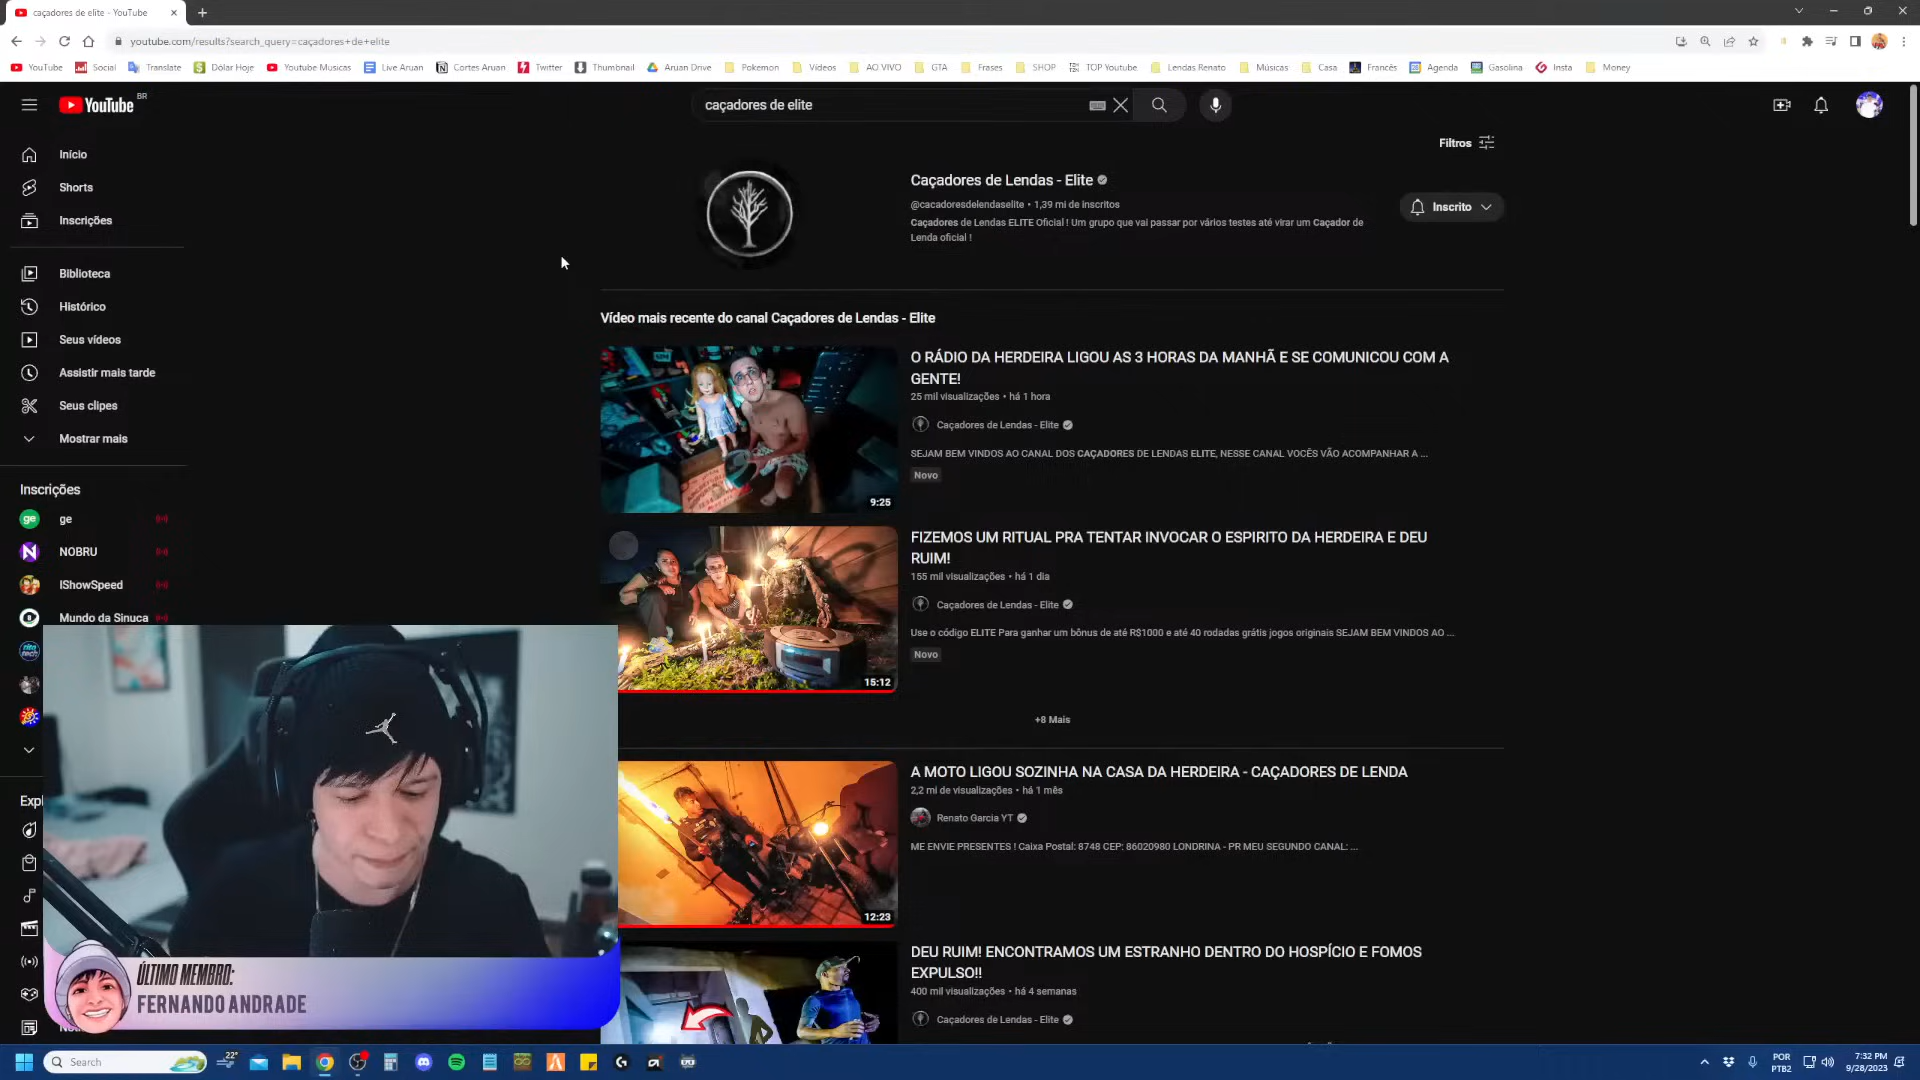 caçadores de elite - YouTube
youtube.com/results?search_query=caçadores+de+elite
YouTube
Social
Translate
Dólar Hoje
Youtube Musicas
Live Aruan
Cortes Aruan
Twitter
Thumbnail
Aruan Drive
Pokemon
Vídeos
AO VIVO
GTA
Frases
SHOP
TOP Youtube
Lendas Renato
Músicas
Casa
Francês
Agenda
Gasolina
Insta
Money
YouTube BR
caçadores de elite
Filtros
Início
Shorts
Inscrições
Biblioteca
Histórico
Seus vídeos
Assistir mais tarde
Seus clipes
Mostrar mais
Inscrições
ge ge
NOBRU
IShowSpeed
Mundo da Sinuca
Expl
Caçadores de Lendas - Elite
@cacadoresdelendaselite • 1,39 mi de inscritos
Caçadores de Lendas ELITE Oficial ! Um grupo que vai passar por vários testes até virar um Caçador de
Lenda oficial !
Inscrito
Vídeo mais recente do canal Caçadores de Lendas - Elite
O RÁDIO DA HERDEIRA LIGOU AS 3 HORAS DA MANHÃ E SE COMUNICOU COM A
GENTE!
25 mil visualizações • há 1 hora
Caçadores de Lendas - Elite
SEJAM BEM VINDOS AO CANAL DOS CAÇADORES DE LENDAS ELITE, NESSE CANAL VOCÊS VÃO ACOMPANHAR A ...
Novo
9:25
FIZEMOS UM RITUAL PRA TENTAR INVOCAR O ESPIRITO DA HERDEIRA E DEU
RUIM!
155 mil visualizações • há 1 dia
Caçadores de Lendas - Elite
Use o código ELITE Para ganhar um bônus de até R$1000 e até 40 rodadas grátis jogos originais SEJAM BEM VINDOS AO ...
Novo
15:12
+8 Mais
A MOTO LIGOU SOZINHA NA CASA DA HERDEIRA - CAÇADORES DE LENDA
2,2 mi de visualizações • há 1 mês
Renato Garcia YT
ME ENVIE PRESENTES ! Caixa Postal: 8748 CEP: 86020980 LONDRINA - PR MEU SEGUNDO CANAL: ...
12:23
DEU RUIM! ENCONTRAMOS UM ESTRANHO DENTRO DO HOSPÍCIO E FOMOS
EXPULSO!!
400 mil visualizações • há 4 semanas
Caçadores de Lendas - Elite
ÚLTIMO MEMBRO:
FERNANDO ANDRADE
Search
22°
POR
PTB2
7:32 PM
9/28/2023